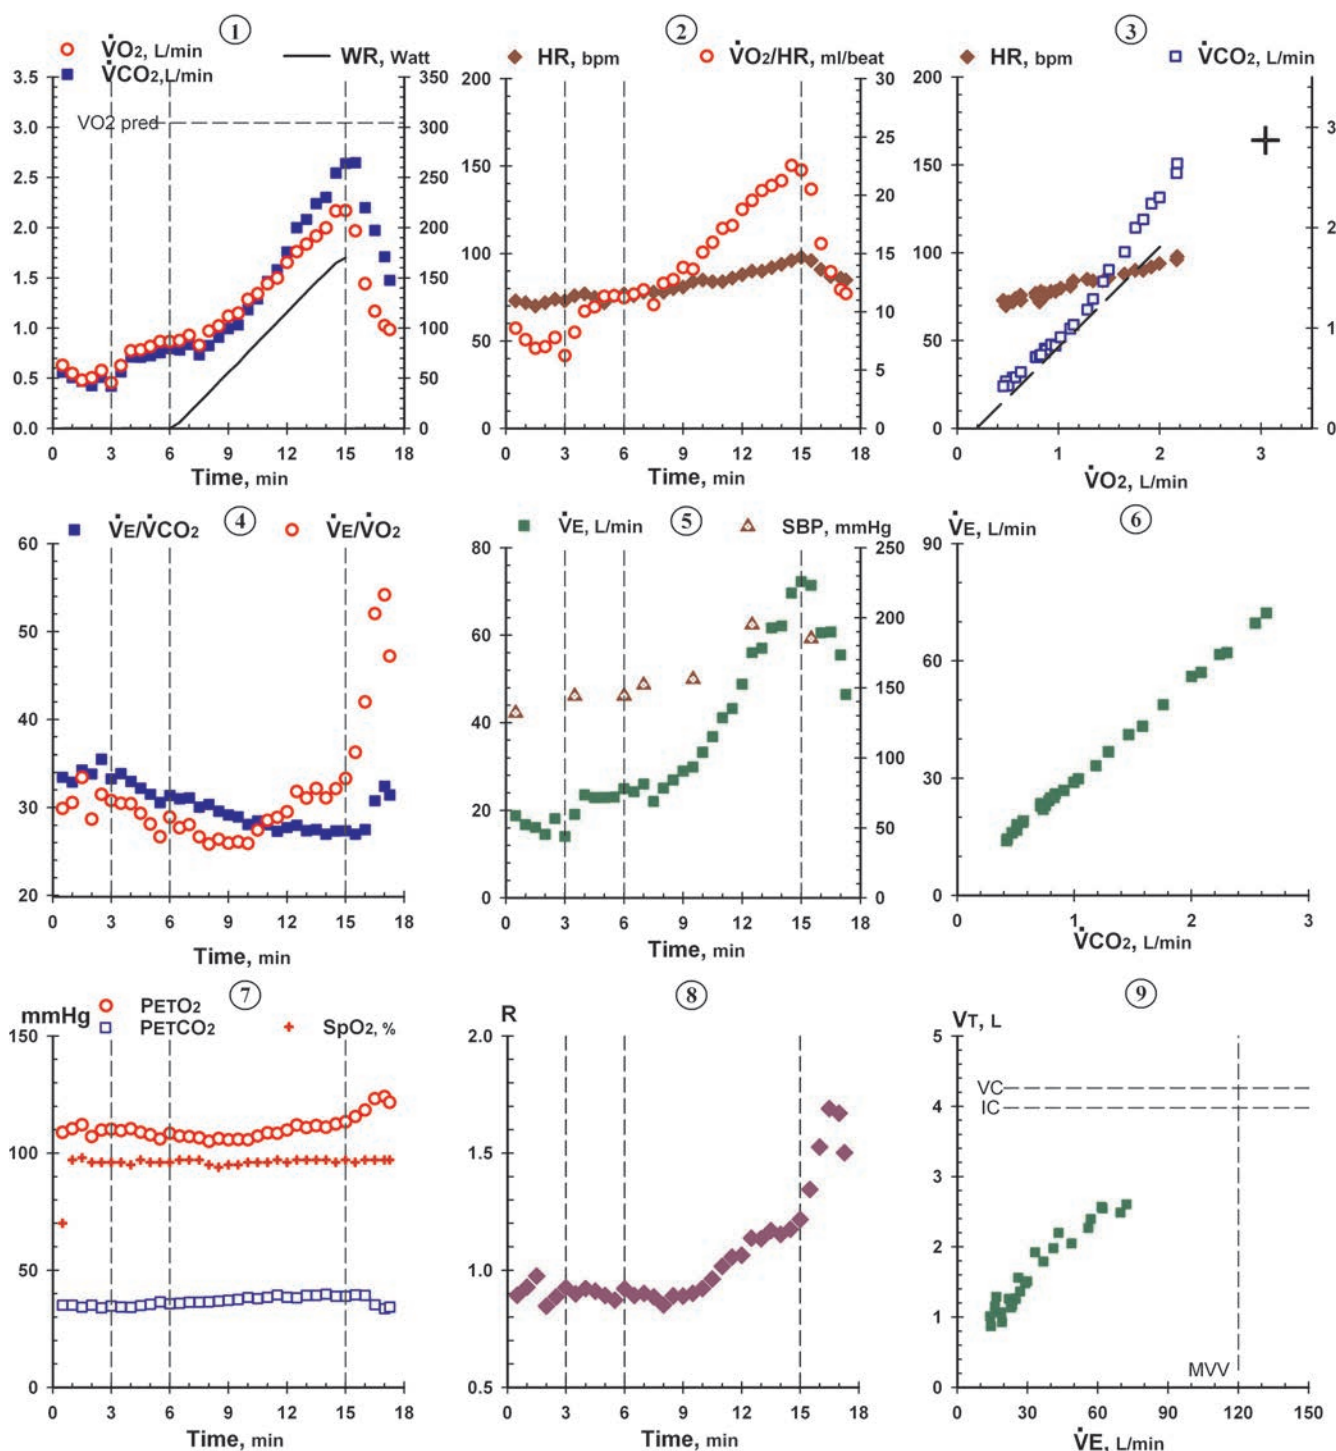 1
V̇O2, L/min
V̇CO2,L/min
WR, Watt
3.5
3.0
2.5
2.0
1.5
1.0
0.5
0.0
VO2 pred
350
300
250
200
150
100
50
0
0 3 6 9 12 15 18
Time, min
2
HR, bpm
V̇O2/HR, ml/beat
200
150
100
50
0
30
25
20
15
10
5
0
0 3 6 9 12 15 18
Time, min
3
HR, bpm
V̇CO2, L/min
200
150
100
50
0
3
2
1
0
0 1 2 3
V̇O2, L/min
4
V̇E/V̇CO2
V̇E/V̇O2
60
50
40
30
20
0 3 6 9 12 15 18
Time, min
5
V̇E, L/min
SBP, mmHg
80
60
40
20
0
250
200
150
100
50
0
0 3 6 9 12 15 18
Time, min
6
V̇E, L/min
90
60
30
0
0 1 2 3
V̇CO2, L/min
7
mmHg
PETO2
PETCO2
SpO2, %
150
100
50
0
0 3 6 9 12 15 18
Time, min
8
R
2.0
1.5
1.0
0.5
0 3 6 9 12 15 18
Time, min
9
VT, L
5
4
3
2
1
0
VC
IC
MVV
0 30 60 90 120 150
V̇E, L/min